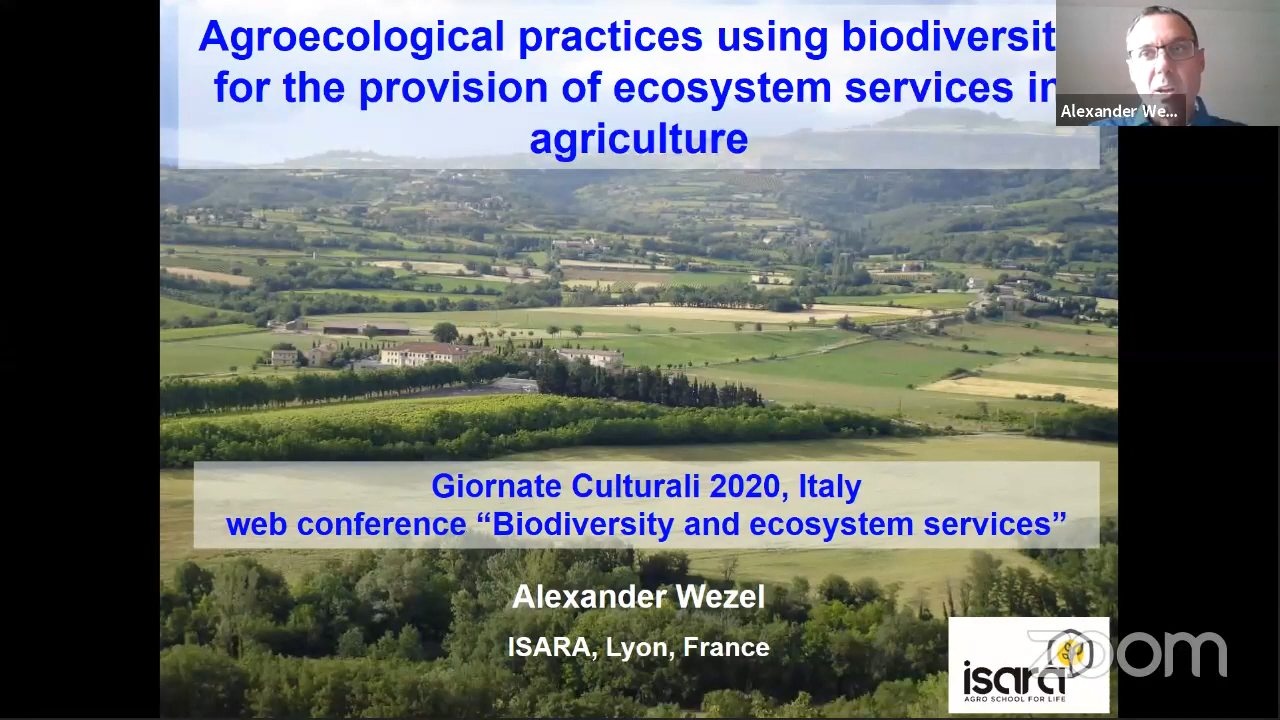 Agroecological practices using biodiversit
for the provision of ecosystem services in
agriculture
Alexander We...
Giornate Culturali 2020, Italy
web conference “Biodiversity and ecosystem services”
Alexander Wezel
ISARA, Lyon, France
zoom
isara
AGRO SCHOOL FOR LIFE